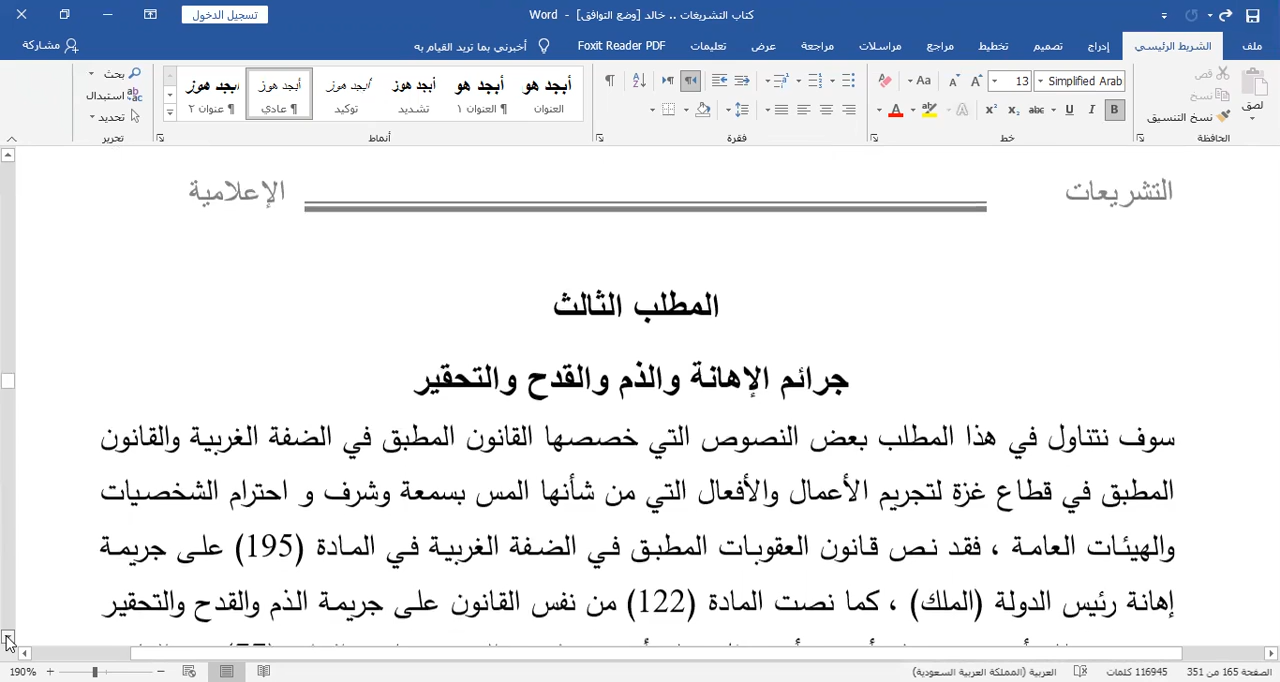 كتاب التشريعات .. خالد [وضع التوافق] - Word
تسجيل الدخول
ملف
الشريط الرئيسي
إدراج
تصميم
تخطيط
مراجع
مراسلات
مراجعة
عرض
تعليمات
Foxit Reader PDF
أخبرني بما تريد القيام به
مشاركة
لصق
قص
نسخ
نسخ التنسيق
الحافظة
Simplified Arab
13
خط
فقرة
أبجد هو
العنوان
أبجد هو
¶ العنوان ١
أبجد هوز
تشديد
أبجد هوز
توكيد
أبجد هوز
¶ عادي
أبجد هوز
¶ عنوان ٢
أنماط
بحث
استبدال
تحديد
تحرير
التشريعات
الإعلامية
المطلب الثالث
جرائم الإهانة والذم والقدح والتحقير
سوف نتناول في هذا المطلب بعض النصوص التي خصصها القانون المطبق في الضفة الغربية والقانون
المطبق في قطاع غزة لتجريم الأعمال والأفعال التي من شأنها المس بسمعة وشرف و احترام الشخصيات
والهيئات العامة ، فقد نص قانون العقوبات المطبق في الضفة الغربية في المادة (195) على جريمة
إهانة رئيس الدولة (الملك) ، كما نصت المادة (122) من نفس القانون على جريمة الذم والقدح والتحقير
الصفحة 165 من 351
116945 كلمات
العربية (المملكة العربية السعودية)
190%